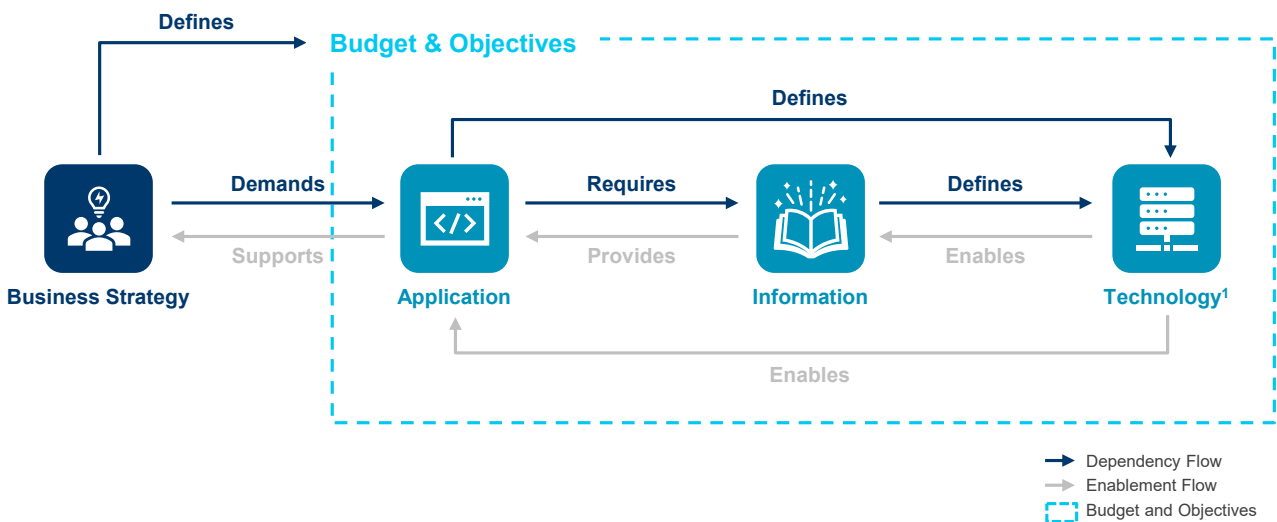 Defines
Budget & Objectives
Defines
Demands
Requires
Defines
</>
Supports
Provides
Enables
Business Strategy
Application
Information
Technology¹
Enables
Dependency Flow
Enablement Flow
Budget and Objectives